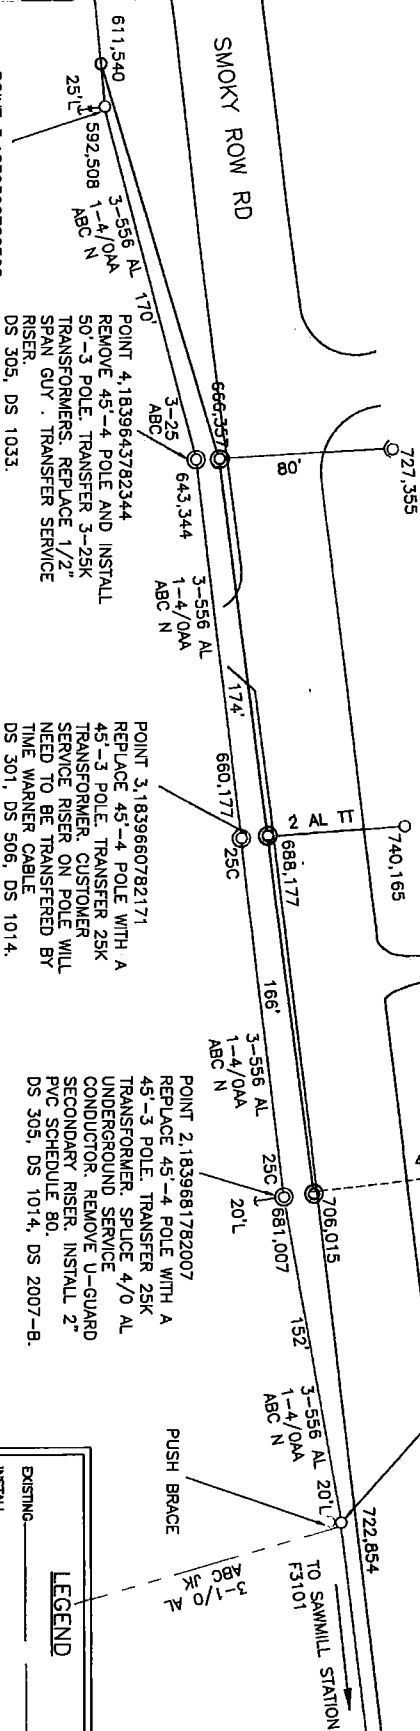 SMOKY ROW RD
611,540
25'L
592,508
3-556 AL
1-4/0AA
ABC N
170'
3-25
ABC
666,357
643,344
80'
727,355
POINT 4,1839643782344
REMOVE 45'-4 POLE AND INSTALL
50'-3 POLE. TRANSFER 3-25K
TRANSFORMERS. REPLACE 1/2"
SPAN GUY . TRANSFER SERVICE
RISER.
DS 305, DS 1033.
3-556 AL
1-4/0AA
ABC N
174'
660,177
25C
688,177
2 AL TT
740,165
POINT 3,1839660782171
REPLACE 45'-4 POLE WITH A
45'-3 POLE. TRANSFER 25K
TRANSFORMER. CUSTOMER
SERVICE RISER ON POLE WILL
NEED TO BE TRANSFERED BY
TIME WARNER CABLE
DS 301, DS 506, DS 1014.
166'
3-556 AL
1-4/0AA
ABC N
25C
20'L
681,007
706,015
POINT 2,1839681782007
REPLACE 45'-4 POLE WITH A
45'-3 POLE. TRANSFER 25K
TRANSFORMER. SPLICE 4/0 AL
UNDERGROUND SERVICE
CONDUCTOR. REMOVE U-GUARD
SECONDARY RISER. INSTALL 2"
PVC SCHEDULE 80.
DS 305, DS 1014, DS 2007-B.
152'
3-556 AL
1-4/0AA
ABC N
20'L
722,854
PUSH BRACE
3-1/0 AL
ABC JK
TO SAWMILL STATION
F3101
LEGEND
EXISTING